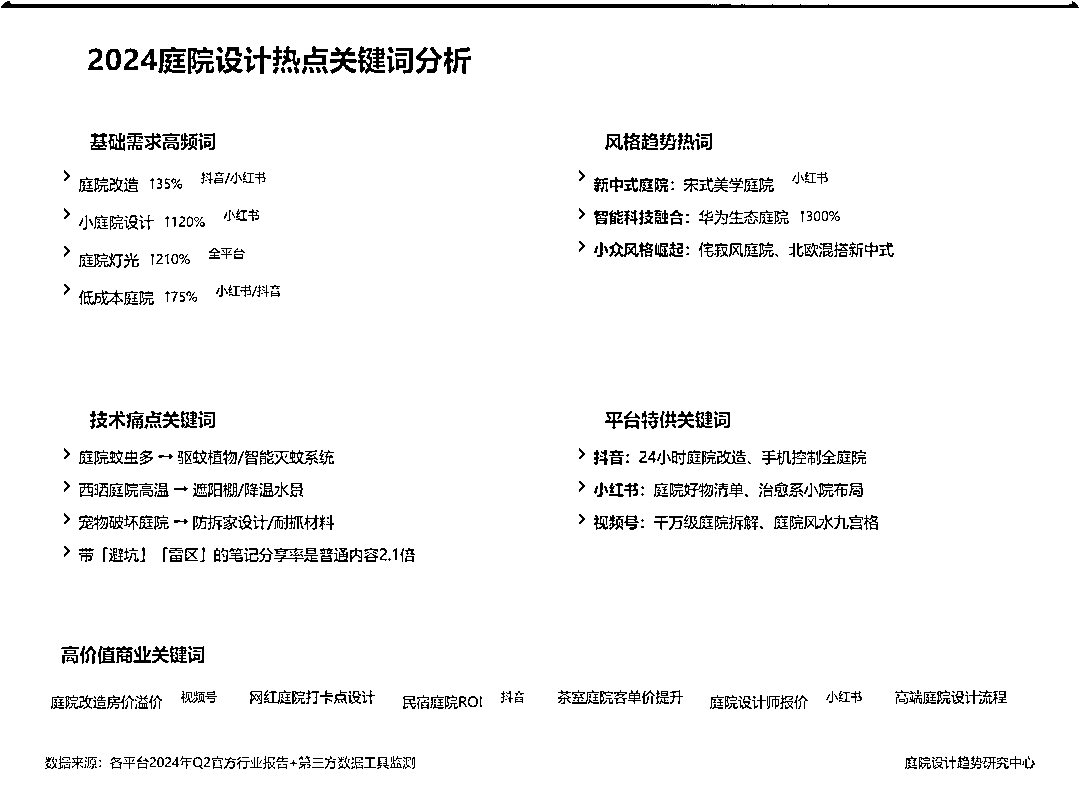 2024庭院设计热点关键词分析
基础需求高频词
庭院改造 ↑35% 抖音/小红书
小庭院设计 ↑120% 小红书
庭院灯光 ↑210% 全平台
低成本庭院 ↑75% 小红书/抖音
风格趋势热词
新中式庭院：宋式美学庭院 小红书
智能科技融合：华为生态庭院 ↑300%
小众风格崛起：侘寂风庭院、北欧混搭新中式
技术痛点关键词
庭院蚊虫多 → 驱蚊植物/智能灭蚊系统
西晒庭院高温 → 遮阳棚/降温水景
宠物破坏庭院 → 防拆家设计/耐抓材料
带「避坑」「雷区」的笔记分享率是普通内容2.1倍
平台特供关键词
抖音：24小时庭院改造、手机控制全庭院
小红书：庭院好物清单、治愈系小院布局
视频号：千万级庭院拆解、庭院风水九宫格
高价值商业关键词
庭院改造房价溢价 视频号 网红庭院打卡点设计 民宿庭院ROI 抖音 茶室庭院客单价提升 庭院设计师报价 小红书 高端庭院设计流程
数据来源：各平台2024年Q2官方行业报告+第三方数据工具监测
庭院设计趋势研究中心